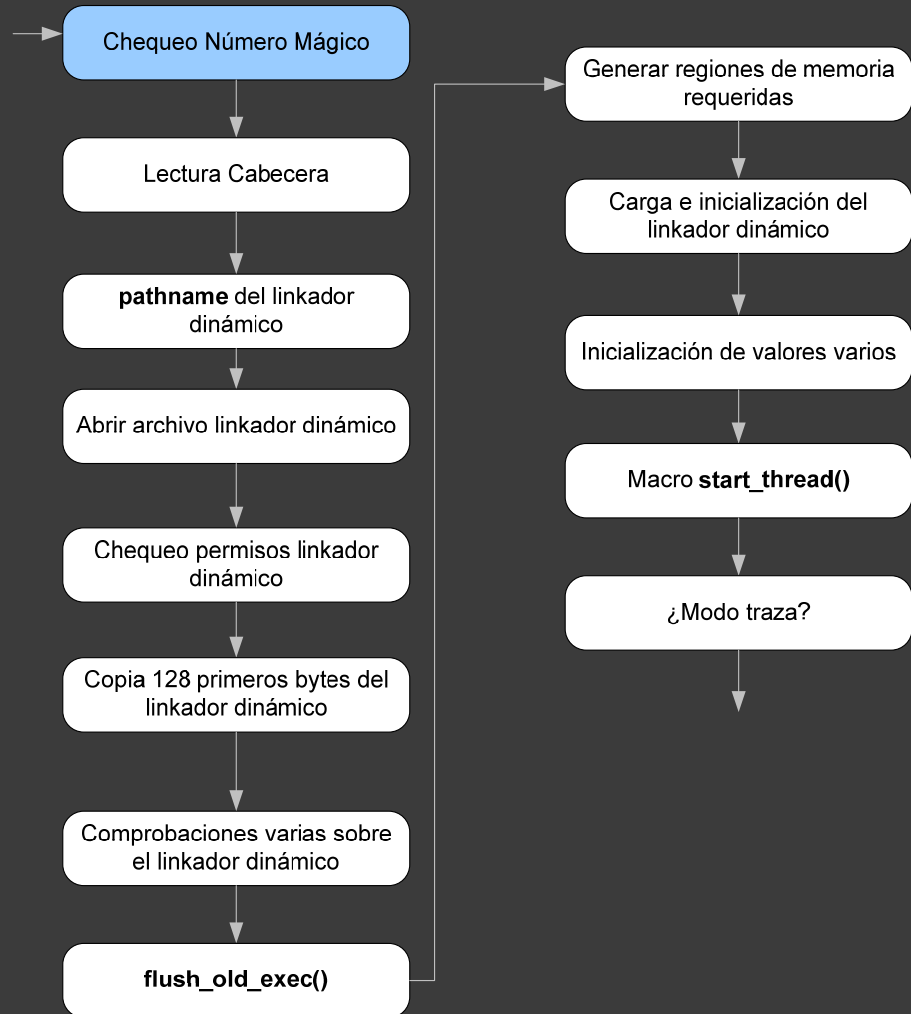 Chequeo Número Mágico
Lectura Cabecera
pathname del linkador
dinámico
Abrir archivo linkador dinámico
Chequeo permisos linkador
dinámico
Copia 128 primeros bytes del
linkador dinámico
Comprobaciones varias sobre
el linkador dinámico
flush_old_exec()
Generar regiones de memoria
requeridas
Carga e inicialización del
linkador dinámico
Inicialización de valores varios
Macro start_thread()
¿Modo traza?